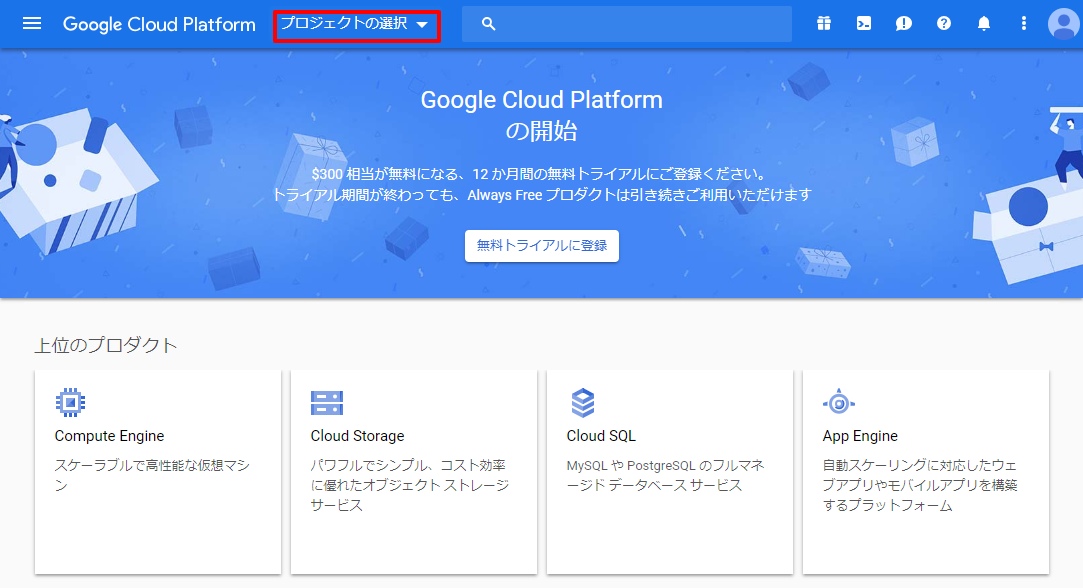 Google Cloud Platform
プロジェクトの選択
Google Cloud Platform
の開始
$300 相当が無料になる、12 か月間の無料トライアルにご登録ください。
トライアル期間が終わっても、Always Free プロダクトは引き続きご利用いただけます
無料トライアルに登録
上位のプロダクト
Compute Engine
スケーラブルで高性能な仮想マシ
ン
Cloud Storage
パワフルでシンプル、コスト効率
に優れたオブジェクト ストレージ
サービス
Cloud SQL
MySQL や PostgreSQL のフルマネ
ージド データベース サービス
App Engine
自動スケーリングに対応したウェ
ブアプリやモバイルアプリを構築
するプラットフォーム